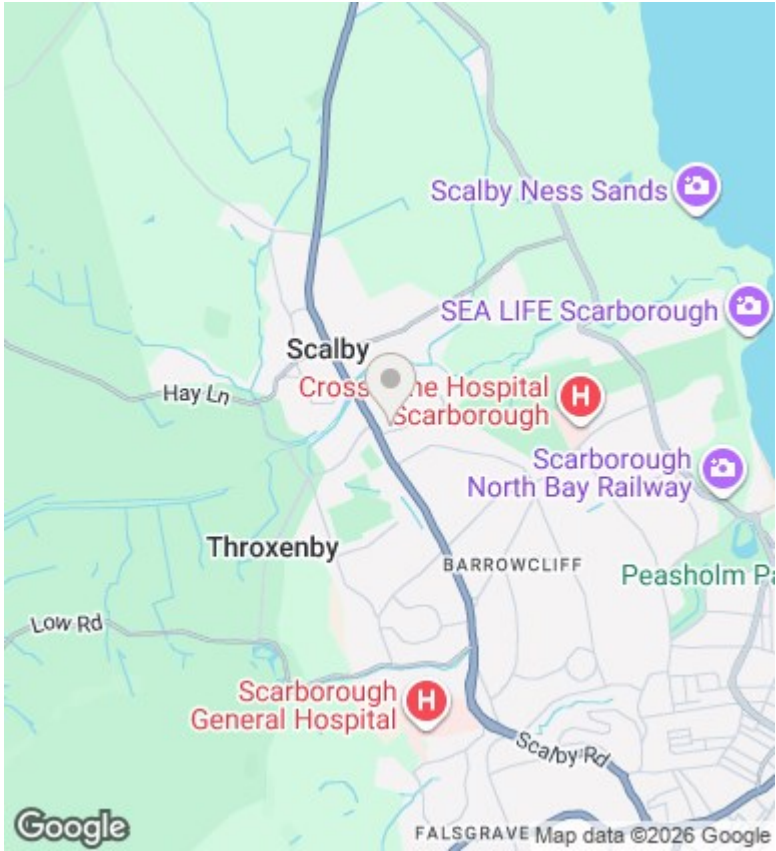 Scalby Ness Sands
SEA LIFE Scarborough
Scalby
Hay Ln
Hospital
Scarborough
H
Scarborough
North Bay Railway
Throxenby
BARROWCLIFF
Peasholm
Low Rd
Scarborough
General Hospital
H
Scalby Rd
FALSGRAVE
Google
Map data ©2026 Google